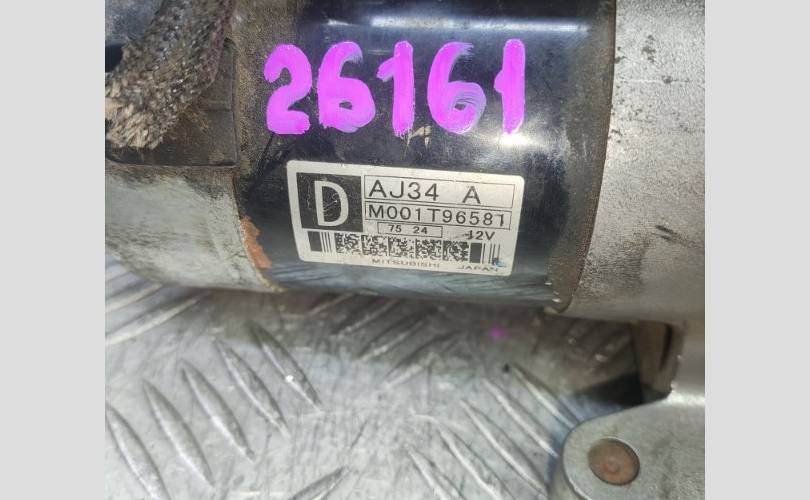 26161
D
AJ34 A
M001T96581
75 24 12V
MITSUBISHI JAPAN